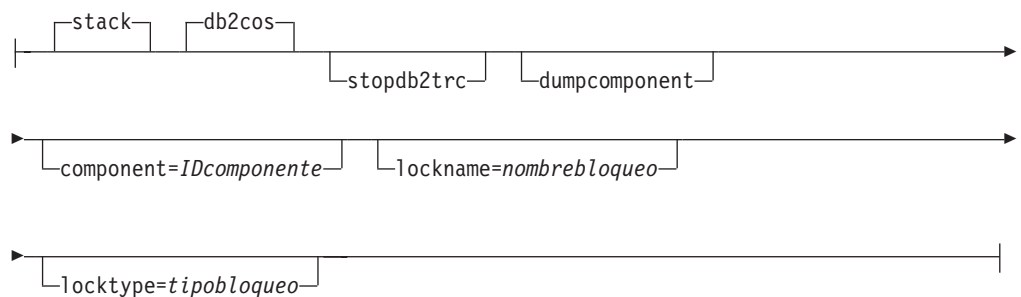 stack db2cos
stopdb2trc dumpcomponent
component=IDcomponente lockname=nombrebloqueo
locktype=tipobloqueo